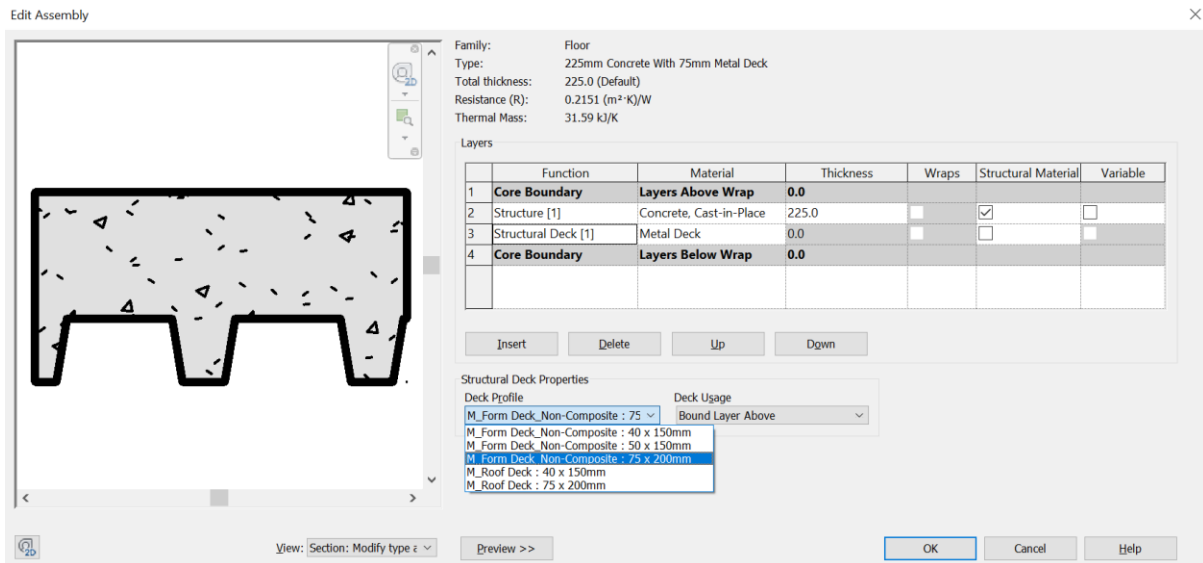 Edit Assembly
Family: Floor
Type: 225mm Concrete With 75mm Metal Deck
Total thickness: 225.0 (Default)
Resistance (R): 0.2151 (m²·K)/W
Thermal Mass: 31.59 kJ/K
Layers
Function Material Thickness Wraps Structural Material Variable
1 Core Boundary Layers Above Wrap 0.0
2 Structure [1] Concrete, Cast-in-Place 225.0
3 Structural Deck [1] Metal Deck 0.0
4 Core Boundary Layers Below Wrap 0.0
Insert Delete Up Down
Structural Deck Properties
Deck Profile Deck Usage
M_Form Deck_Non-Composite : 75 Bound Layer Above
M_Form Deck_Non-Composite : 40 x 150mm
M_Form Deck_Non-Composite : 50 x 150mm
M_Form Deck_Non-Composite : 75 x 200mm
M_Roof Deck : 40 x 150mm
M_Roof Deck : 75 x 200mm
2D
2D View: Section: Modify type a Preview >> OK Cancel Help